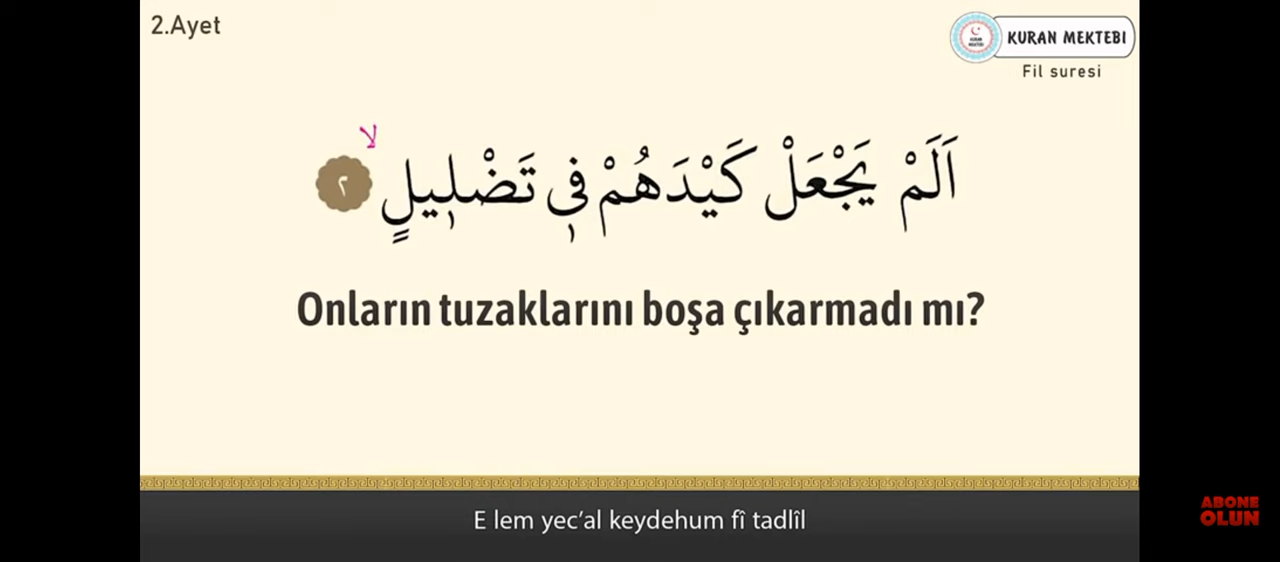 2.Ayet
KURAN MEKTEBI
Fil suresi
لا
اَلَمْ يَجْعَلْ كَيْدَهُمْ ف۪ي تَضْل۪يلٍ ٢
Onların tuzaklarını boşa çıkarmadı mı?
E lem yec’al keydehum fî tadlîl
ABONE
OLUN